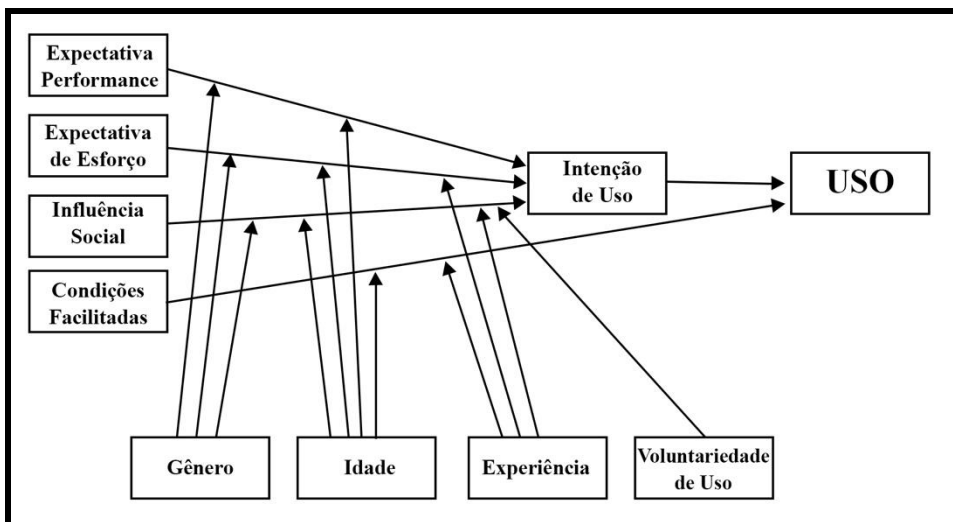 Expectativa
Performance
Expectativa
de Esforço
Influência
Social
Condições
Facilitadas
Intenção
de Uso
USO
Gênero
Idade
Experiência
Voluntariedade
de Uso